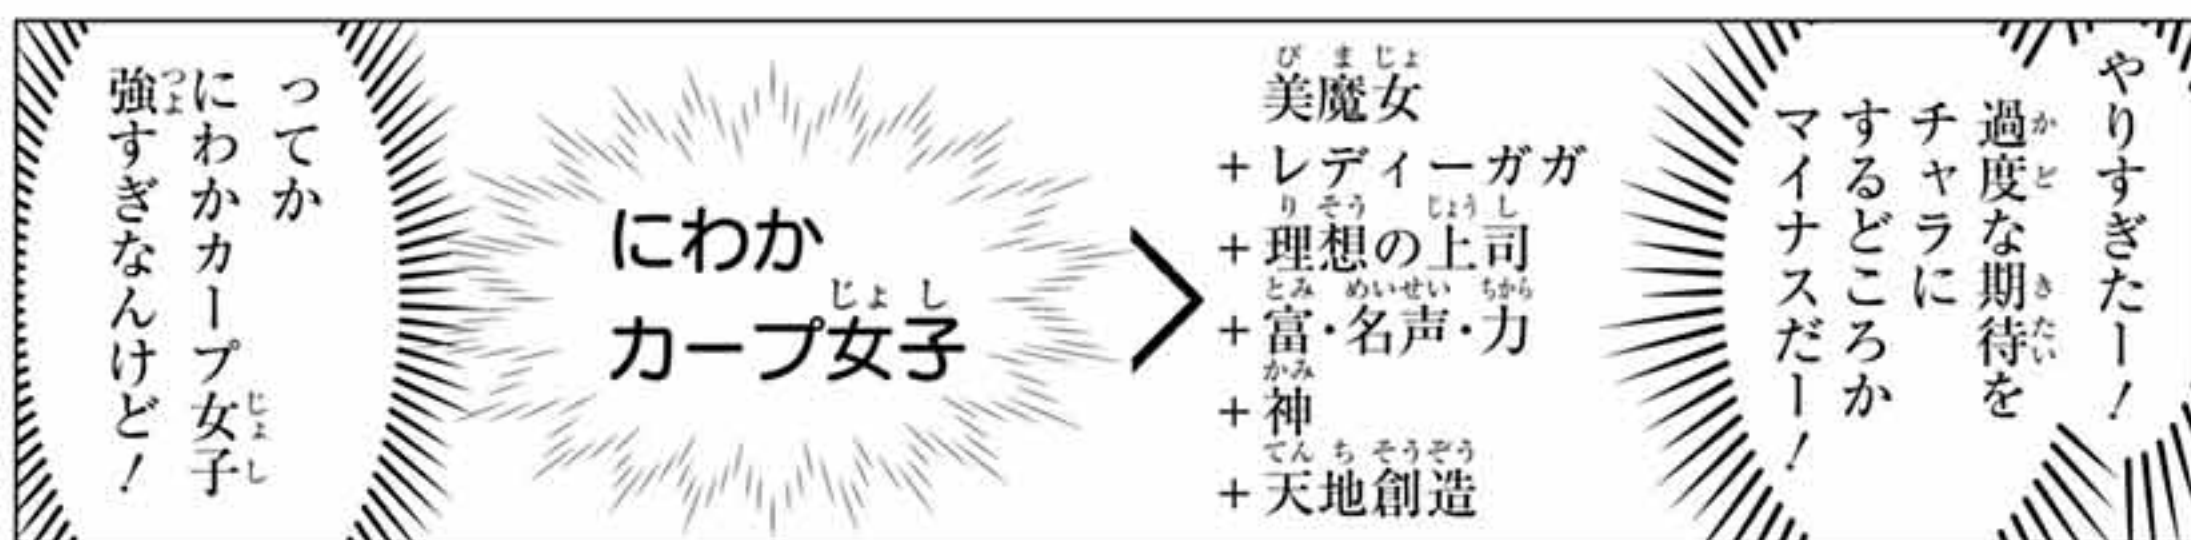 やりすぎたー!
過度な期待を
チャラに
するどころか
マイナスだー!
美魔女
+レディーガガ
+理想の上司
+富・名声・力
+神
+天地創造
>
にわか
カープ女子
ってか
にわかカープ女子
強すぎなんけど!